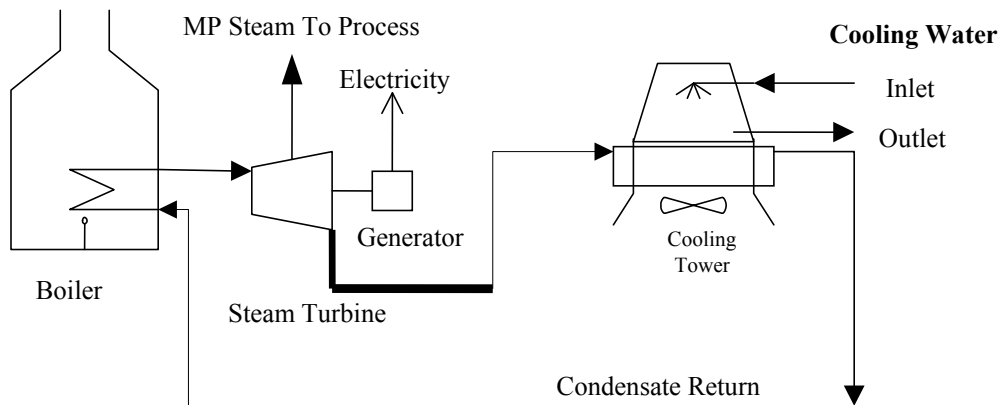 MP Steam To Process
Cooling Water
Electricity
Inlet
Outlet
Generator
Cooling
Tower
Boiler
Steam Turbine
Condensate Return